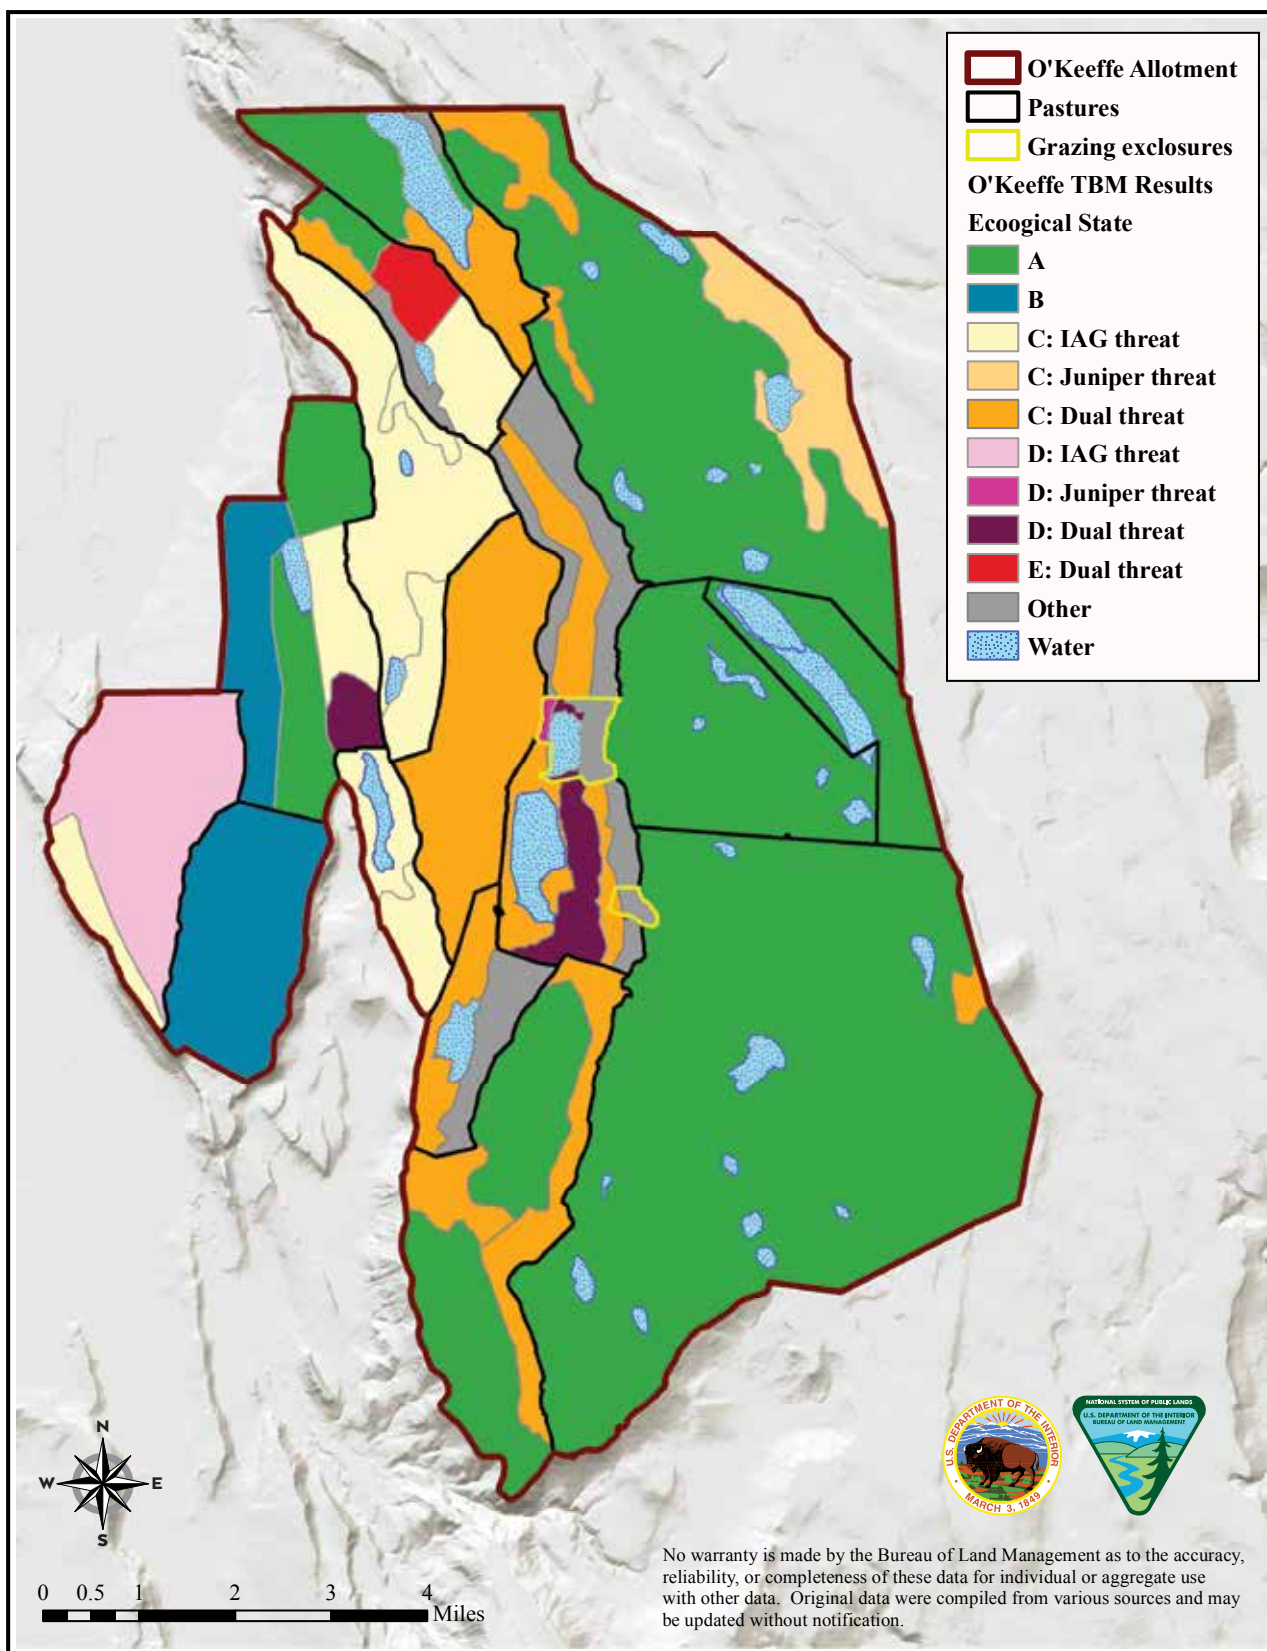 O'Keeffe Allotment
Pastures
Grazing exclosures
O'Keeffe TBM Results
Ecoogical State
A
B
C: IAG threat
C: Juniper threat
C: Dual threat
D: IAG threat
D: Juniper threat
D: Dual threat
E: Dual threat
Other
Water
N
W
E
S
0 0.5 1 2 3 4
Miles
U.S. DEPARTMENT OF THE INTERIOR
MARCH 3, 1849
NATIONAL SYSTEM OF PUBLIC LANDS
U.S. DEPARTMENT OF THE INTERIOR
BUREAU OF LAND MANAGEMENT
No warranty is made by the Bureau of Land Management as to the accuracy,
reliability, or completeness of these data for individual or aggregate use
with other data. Original data were compiled from various sources and may
be updated without notification.